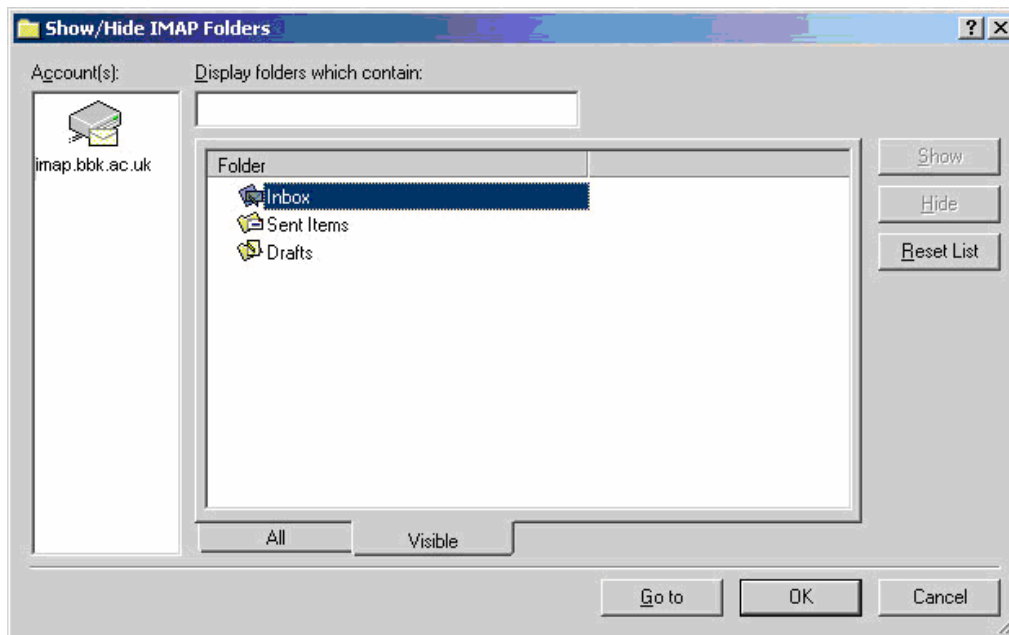 Show/Hide IMAP Folders
Account(s):
Display folders which contain:
imap.bbk.ac.uk
Folder
Inbox
Sent Items
Drafts
Show
Hide
Reset List
All
Visible
Go to
OK
Cancel